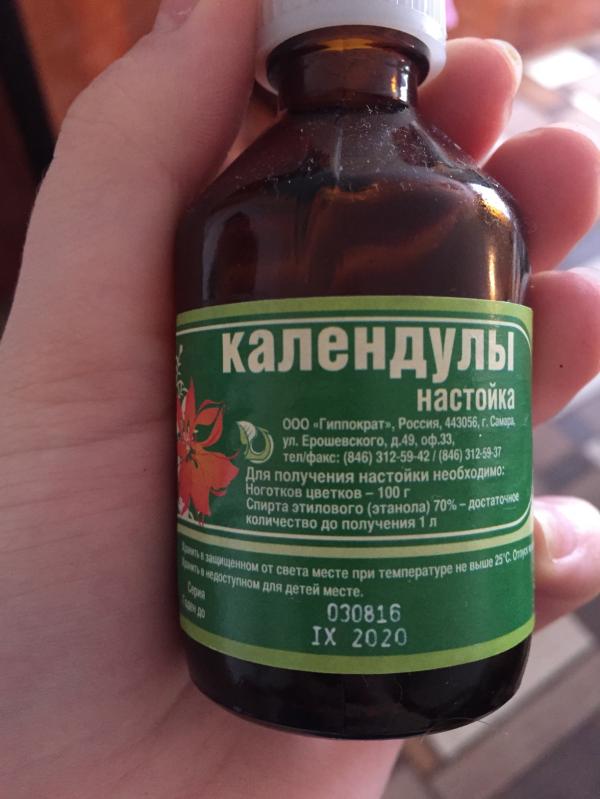 календулы
настойка
ООО «Гиппократ», Россия, 443056, г. Самара,
ул. Ерошевского, д.49, оф.33,
тел/факс: (846) 312-59-42 / (846) 312-59-37
Для получения настойки необходимо:
Ноготков цветков – 100 г
Спирта этилового (этанола) 70% – достаточное
количество до получения 1 л
Хранить в защищенном от света месте при температуре не выше 25°С. Отпуск
Хранить в недоступном для детей месте.
Серия 030816
Годен до IX 2020